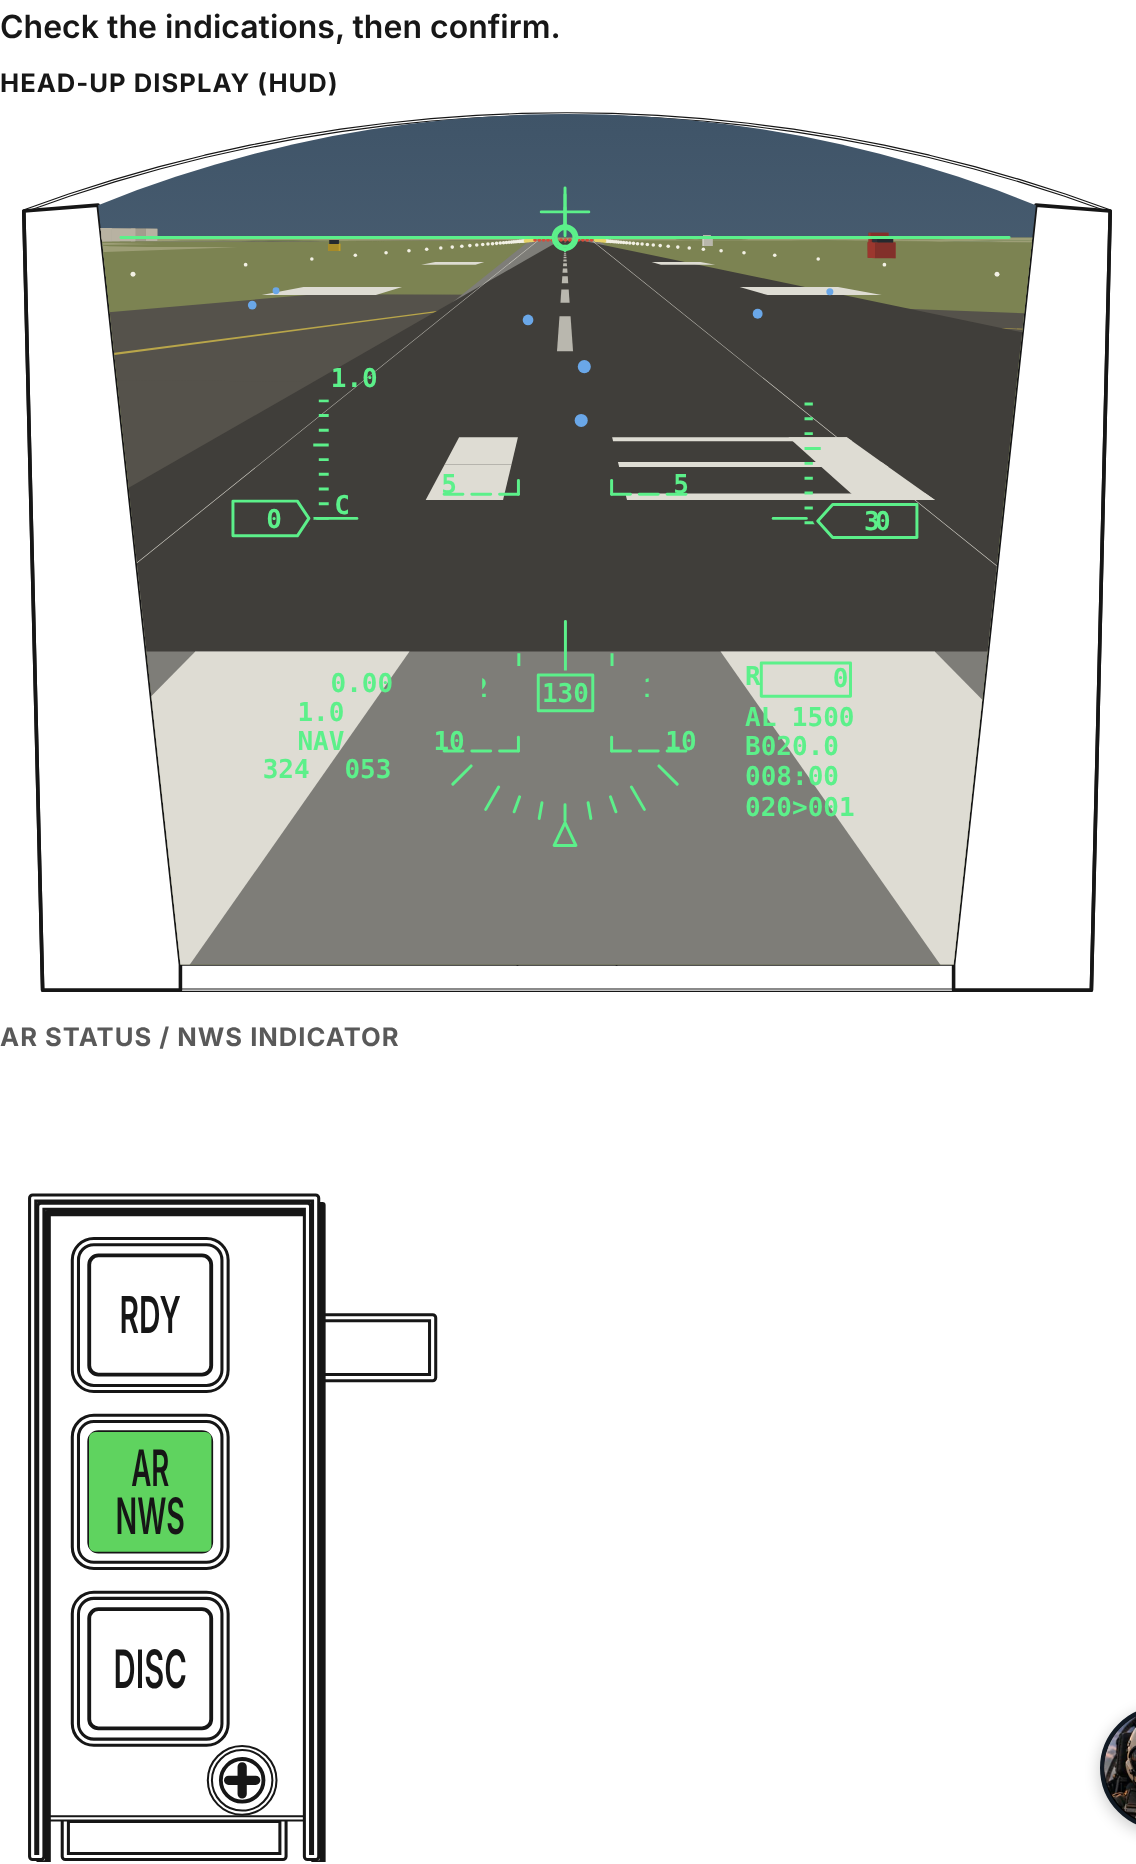 Check the indications, then confirm.
HEAD-UP DISPLAY (HUD)
1.0
5 5
C
0 30
0.00 130 R 0
1.0 AL 1500
NAV 10 10 B020.0
324 053 008:00
020>001
AR STATUS / NWS INDICATOR
RDY
AR
NWS
DISC